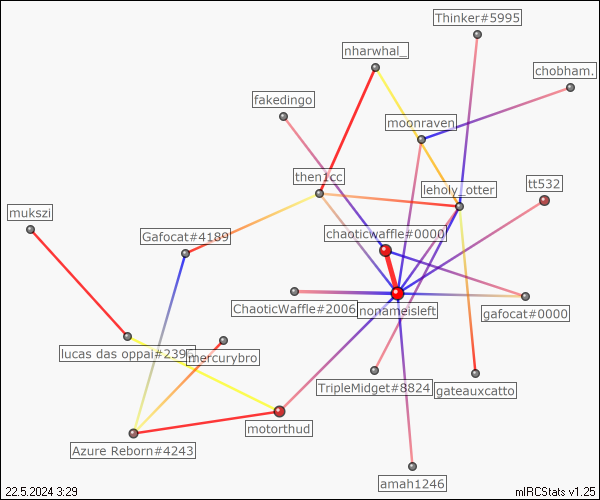 Thinker#5995
nharwhal_
chobham.
fakedingo
moonraven
then1cc
leholy_otter
tt532
mukszi
Gafocat#4189
chaoticwaffle#0000
ChaoticWaffle#2006
nonameisleft
gafocat#0000
lucas das oppai#239
mercurybro
TripleMidget#8824
gateauxcatto
motorthud
Azure Reborn#4243
amah1246
22.5.2024 3:29
mIRCStats v1.25